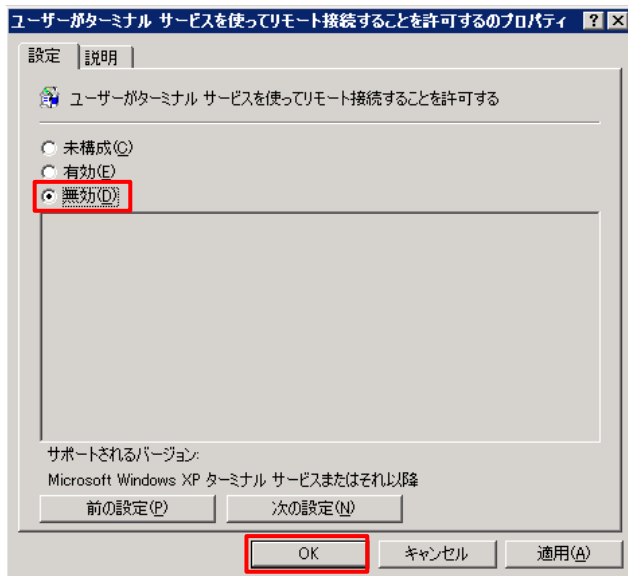 ユーザーがターミナル サービスを使ってリモート接続することを許可するのプロパティ
設定 説明
ユーザーがターミナル サービスを使ってリモート接続することを許可する
未構成(C)
有効(E)
無効(D)
サポートされるバージョン:
Microsoft Windows XP ターミナル サービスまたはそれ以降
前の設定(P) 次の設定(N)
OK キャンセル 適用(A)